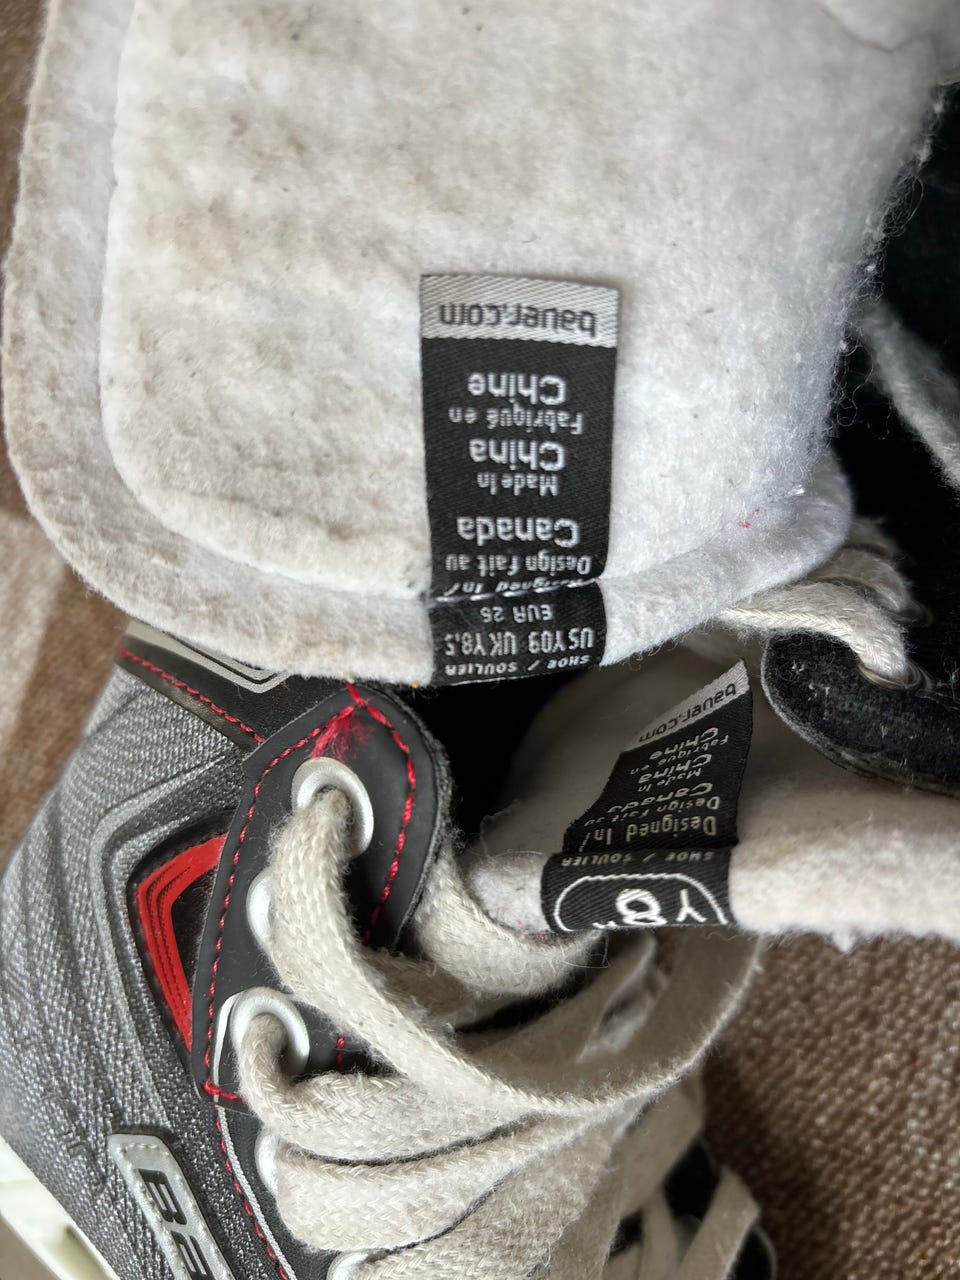 SHOE / SOULIER
US Y09 UK Y8.5
EUR 26
Designed In/
Design fait au
Canada
Made In
China
Fabriqué en
Chine
bauer.com
Y8
SHOE / SOULIER
Designed In/
Design fait au
Canada
Made In
China
Fabriqué en
Chine
bauer.com
BA